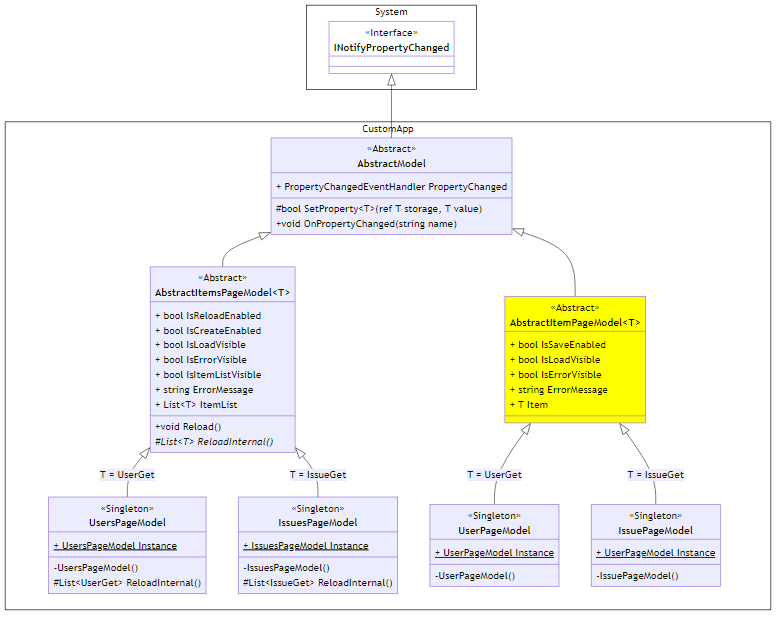 System
«Interface»
INotifyPropertyChanged
CustomApp
«Abstract»
AbstractModel
+ PropertyChangedEventHandler PropertyChanged
#bool SetProperty<T>(ref T storage, T value)
+void OnPropertyChanged(string name)
«Abstract»
AbstractItemsPageModel<T>
+ bool IsReloadEnabled
+ bool IsCreateEnabled
+ bool IsLoadVisible
+ bool IsErrorVisible
+ bool IsItemListVisible
+ string ErrorMessage
+ List<T> ItemList
+void Reload()
#List<T> ReloadInternal()
«Abstract»
AbstractItemPageModel<T>
+ bool IsSaveEnabled
+ bool IsLoadVisible
+ bool IsErrorVisible
+ string ErrorMessage
+ T Item
T = UserGet
T = IssueGet
T = UserGet
T = IssueGet
«Singleton»
UsersPageModel
+ UsersPageModel Instance
-UsersPageModel()
#List<UserGet> ReloadInternal()
«Singleton»
IssuesPageModel
+ IssuesPageModel Instance
-IssuesPageModel()
#List<IssueGet> ReloadInternal()
«Singleton»
UserPageModel
+ UserPageModel Instance
-UserPageModel()
«Singleton»
IssuePageModel
+ UserPageModel Instance
-IssuePageModel()